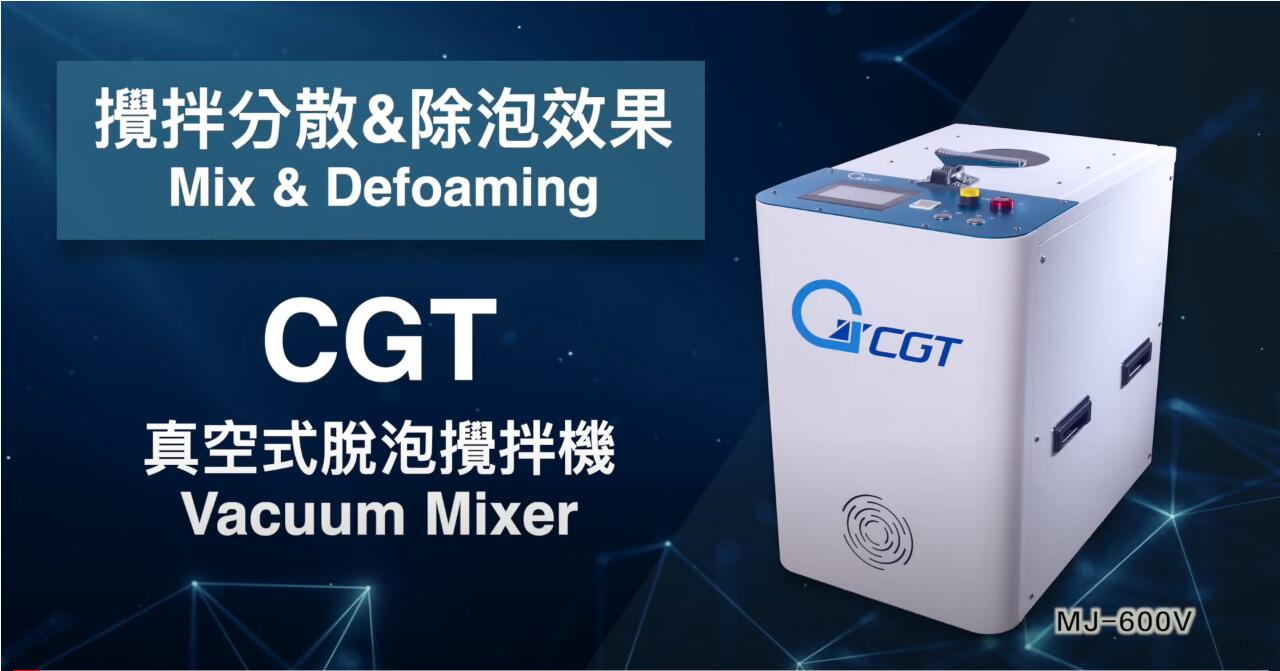 攪拌分散&除泡效果
Mix & Defoaming
CGT
真空式脫泡攪拌機
Vacuum Mixer
CGT
CGT
MJ-600V